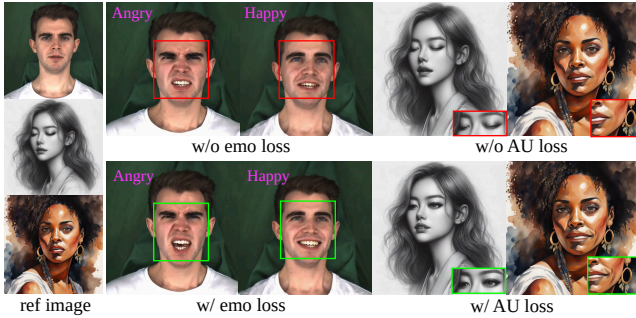 Angry
Happy
w/o emo loss
w/o AU loss
Angry
Happy
ref image
w/ emo loss
w/ AU loss